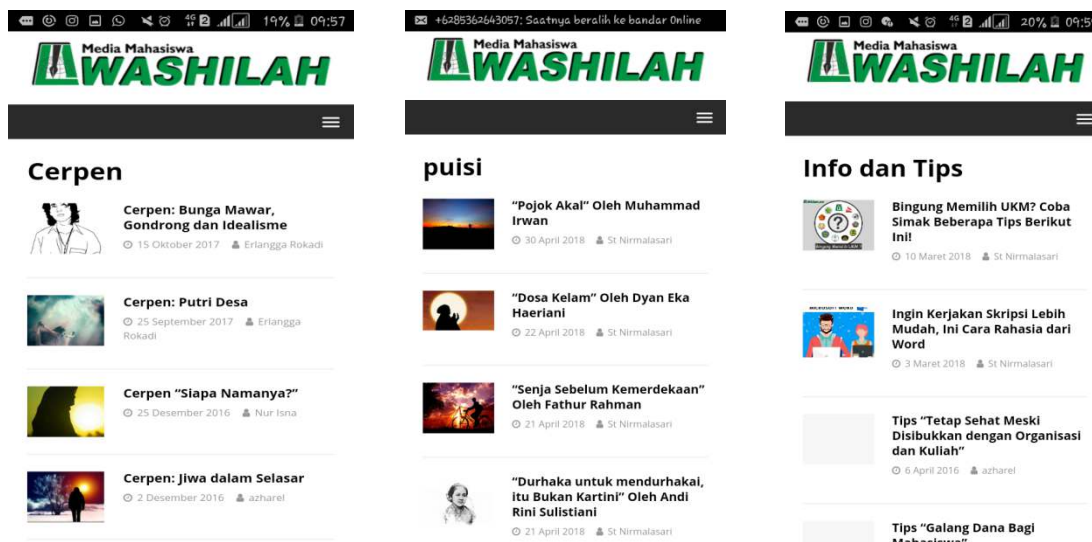 19% 09:57
Media Mahasiswa
WASHILAH
Cerpen
Cerpen: Bunga Mawar,
Gondrong dan Idealisme
15 Oktober 2017 Erlangga Rokadi
Cerpen: Putri Desa
25 September 2017 Erlangga
Rokadi
Cerpen “Siapa Namanya?”
25 Desember 2016 Nur Isna
Cerpen: Jiwa dalam Selasar
2 Desember 2016 azharel
+6285362643057: Saatnya beralih ke bandar Online
Media Mahasiswa
WASHILAH
puisi
“Pojok Akal” Oleh Muhammad
Irwan
30 April 2018 St Nirmalasari
“Dosa Kelam” Oleh Dyan Eka
Haeriani
22 April 2018 St Nirmalasari
“Senja Sebelum Kemerdekaan”
Oleh Fathur Rahman
21 April 2018 St Nirmalasari
“Durhaka untuk mendurhakai,
itu Bukan Kartini” Oleh Andi
Rini Sulistiani
21 April 2018 St Nirmalasari
20% 09:5
Media Mahasiswa
WASHILAH
Info dan Tips
Bingung Memilih UKM? Coba
Simak Beberapa Tips Berikut
Ini!
10 Maret 2018 St Nirmalasari
Ingin Kerjakan Skripsi Lebih
Mudah, Ini Cara Rahasia dari
Word
3 Maret 2018 St Nirmalasari
Tips “Tetap Sehat Meski
Disibukkan dengan Organisasi
dan Kuliah”
6 April 2016 azharel
Tips “Galang Dana Bagi
Mahasiswa”